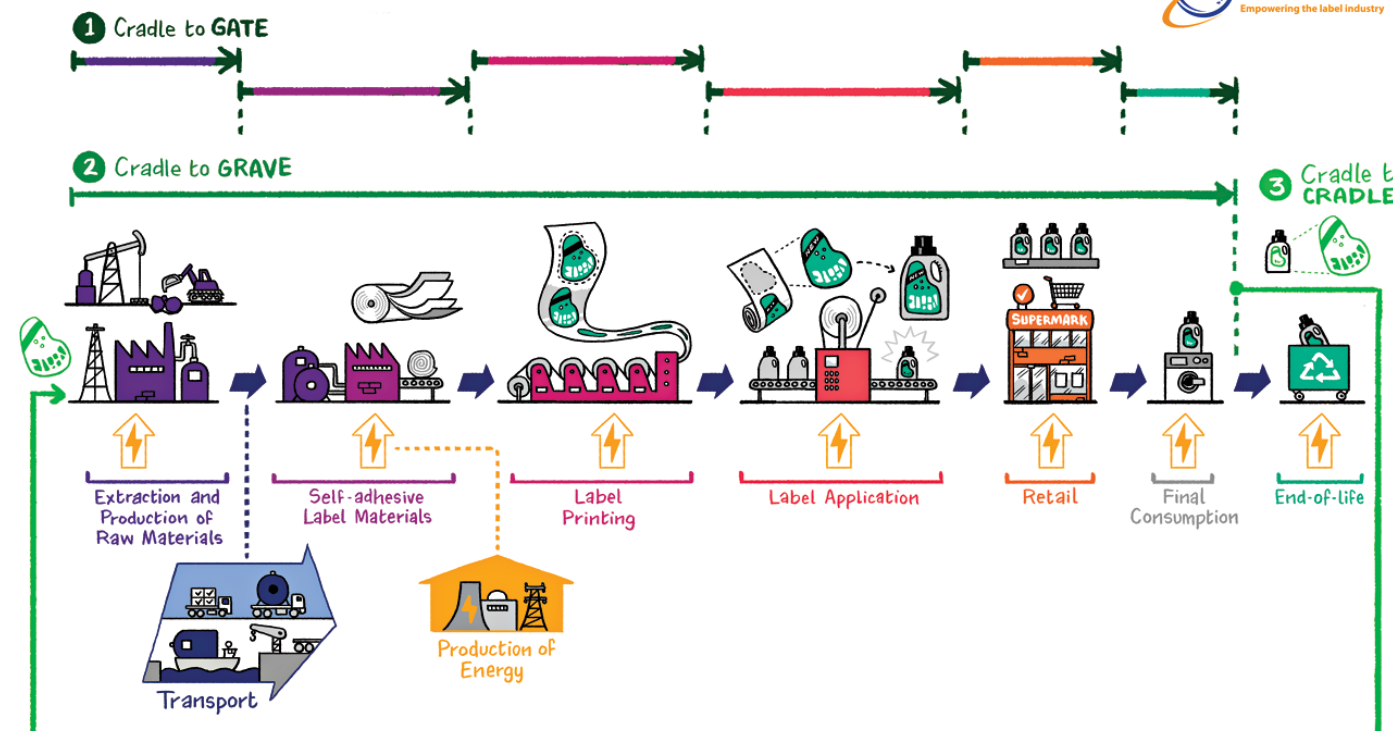 Empowering the label industry
1 Cradle to GATE
2 Cradle to GRAVE
3 Cradle t
CRADLE
SUPERMARK
Extraction and
Production of
Raw Materials
Self-adhesive
Label Materials
Label
Printing
Label Application
Retail
Final
Consumption
End-of-life
Transport
Production of
Energy